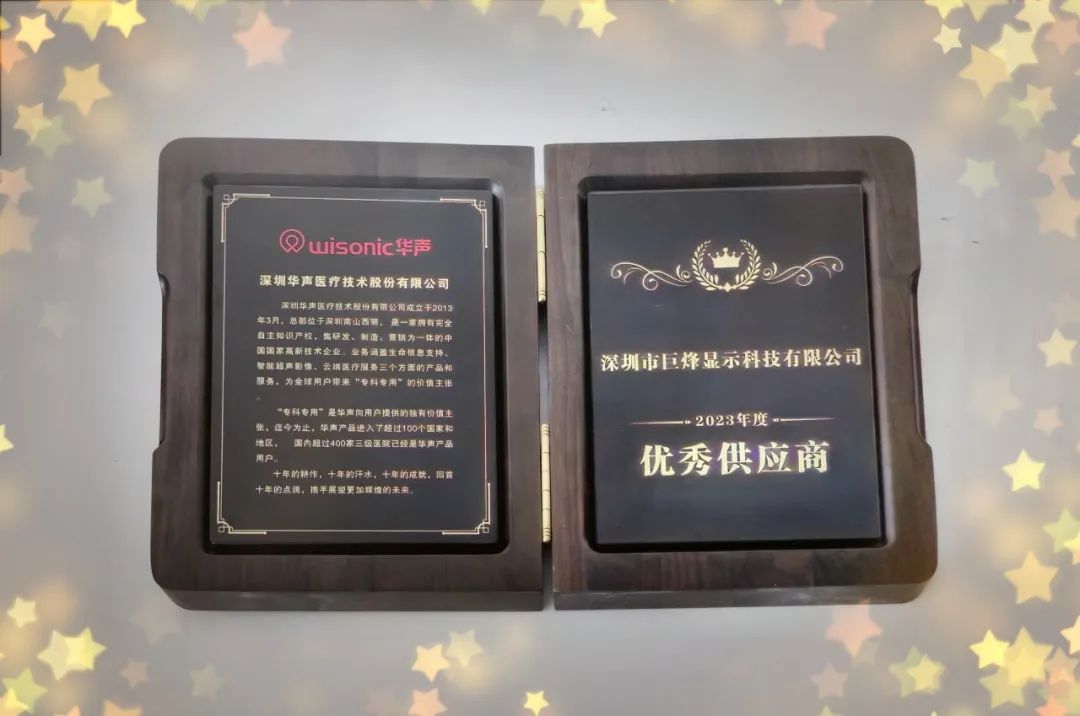 wisonic华声
深圳华声医疗技术股份有限公司
深圳华声医疗技术股份有限公司成立于2013
年3月，总部位于深圳南山西丽，是一家拥有完全
自主知识产权，集研发、制造、营销为一体的中
国国家高新技术企业。业务涵盖生命信息支持、
智能超声影像、云端医疗服务三个方面的产品和
服务。为全球用户带来“专科专用”的价值主张
。
“专科专用”是华声向用户提供的独有价值主
张，迄今为止，华声产品进入了超过100个国家和
地区， 国内超过400家三级医院已经是华声产品
用户。
十年的耕作，十年的汗水，十年的成就，回首
十年的点滴，携手展望更加辉煌的未来。
深圳市巨烽显示科技有限公司
2023年度
优秀供应商